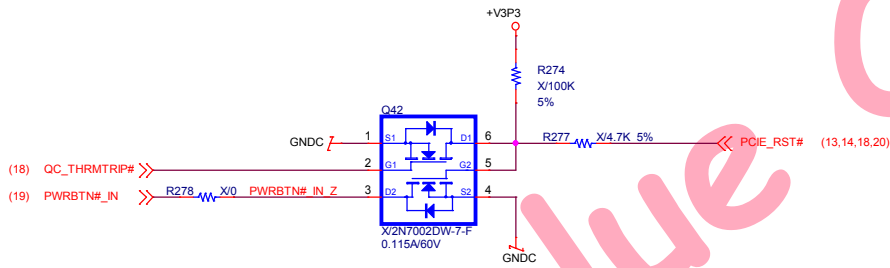 +V3P3
R274
X/100K
5%
Q42
GNDC 1 S1 D1 6 R277 X/4.7K 5% PCIE_RST# (13,14,18,20)
(18) QC_THRMTRIP# 2 G1 G2 5
(19) PWRBTN#_IN R278 X/0 PWRBTN#_IN_Z 3 D2 S2 4
X/2N7002DW-7-F
0.115A/60V
GNDC
ue